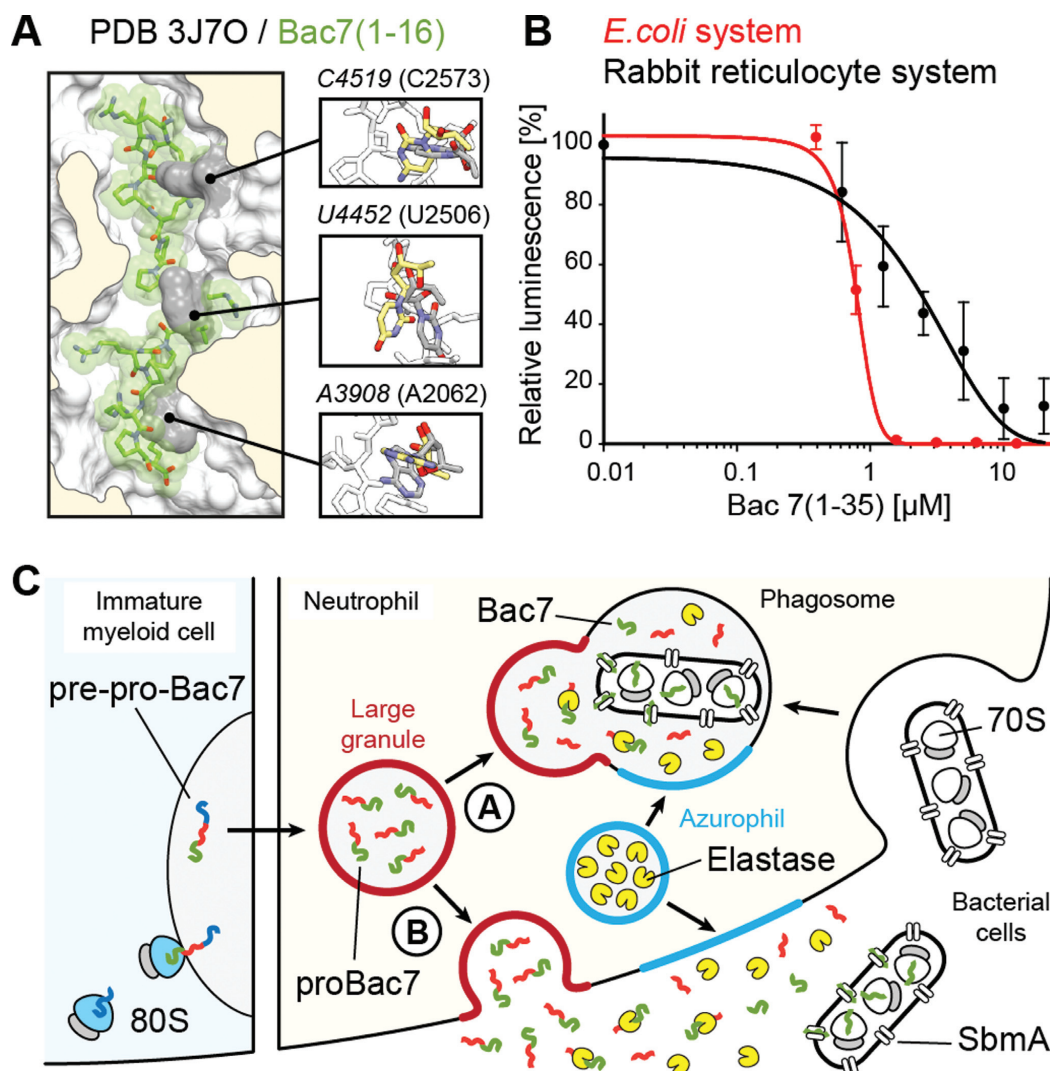 A
PDB 3J7O / Bac7(1-16)
C4519 (C2573)
U4452 (U2506)
A3908 (A2062)
B
E.coli system
Rabbit reticulocyte system
Relative luminescence [%]
100
80
60
40
20
0
0.01
0.1
1
10
Bac 7(1-35) [µM]
C
Immature
myeloid cell
pre-pro-Bac7
80S
Neutrophil
Large
granule
proBac7
A
B
Bac7
Phagosome
Azurophil
Elastase
70S
Bacterial
cells
SbmA